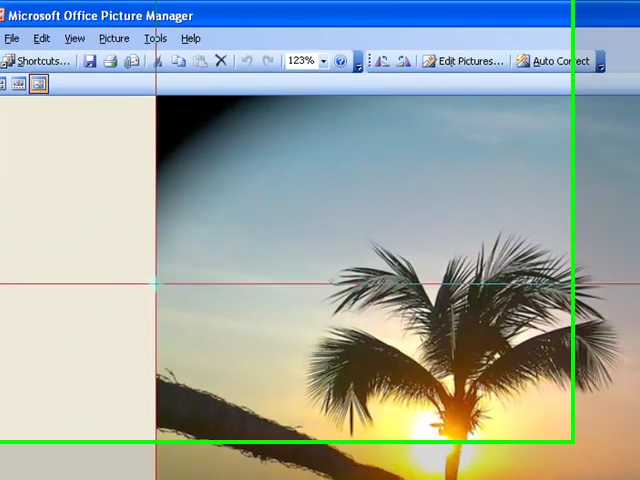 Microsoft Office Picture Manager
File Edit View Picture Tools Help
Shortcuts... 123% Edit Pictures... Auto Correct